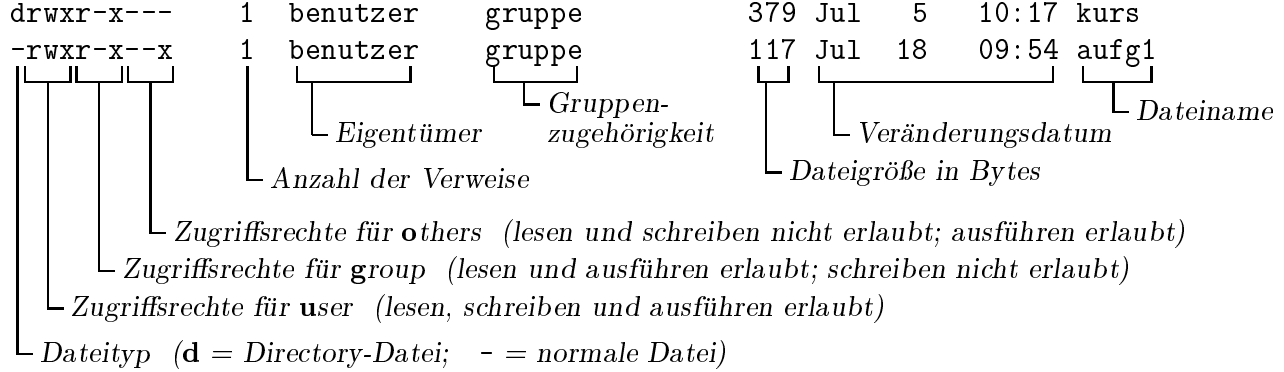 drwxr-x--- 1 benutzer gruppe 379 Jul 5 10:17 kurs
-rwxr-x--x 1 benutzer gruppe 117 Jul 18 09:54 aufg1
Gruppen-
Dateiname
Eigentümer
zugehörigkeit
Veränderungsdatum
Dateigröße in Bytes
Anzahl der Verweise
Zugriffsrechte für others (lesen und schreiben nicht erlaubt; ausführen erlaubt)
Zugriffsrechte für group (lesen und ausführen erlaubt; schreiben nicht erlaubt)
Zugriffsrechte für user (lesen, schreiben und ausführen erlaubt)
Dateityp (d = Directory-Datei; - = normale Datei)